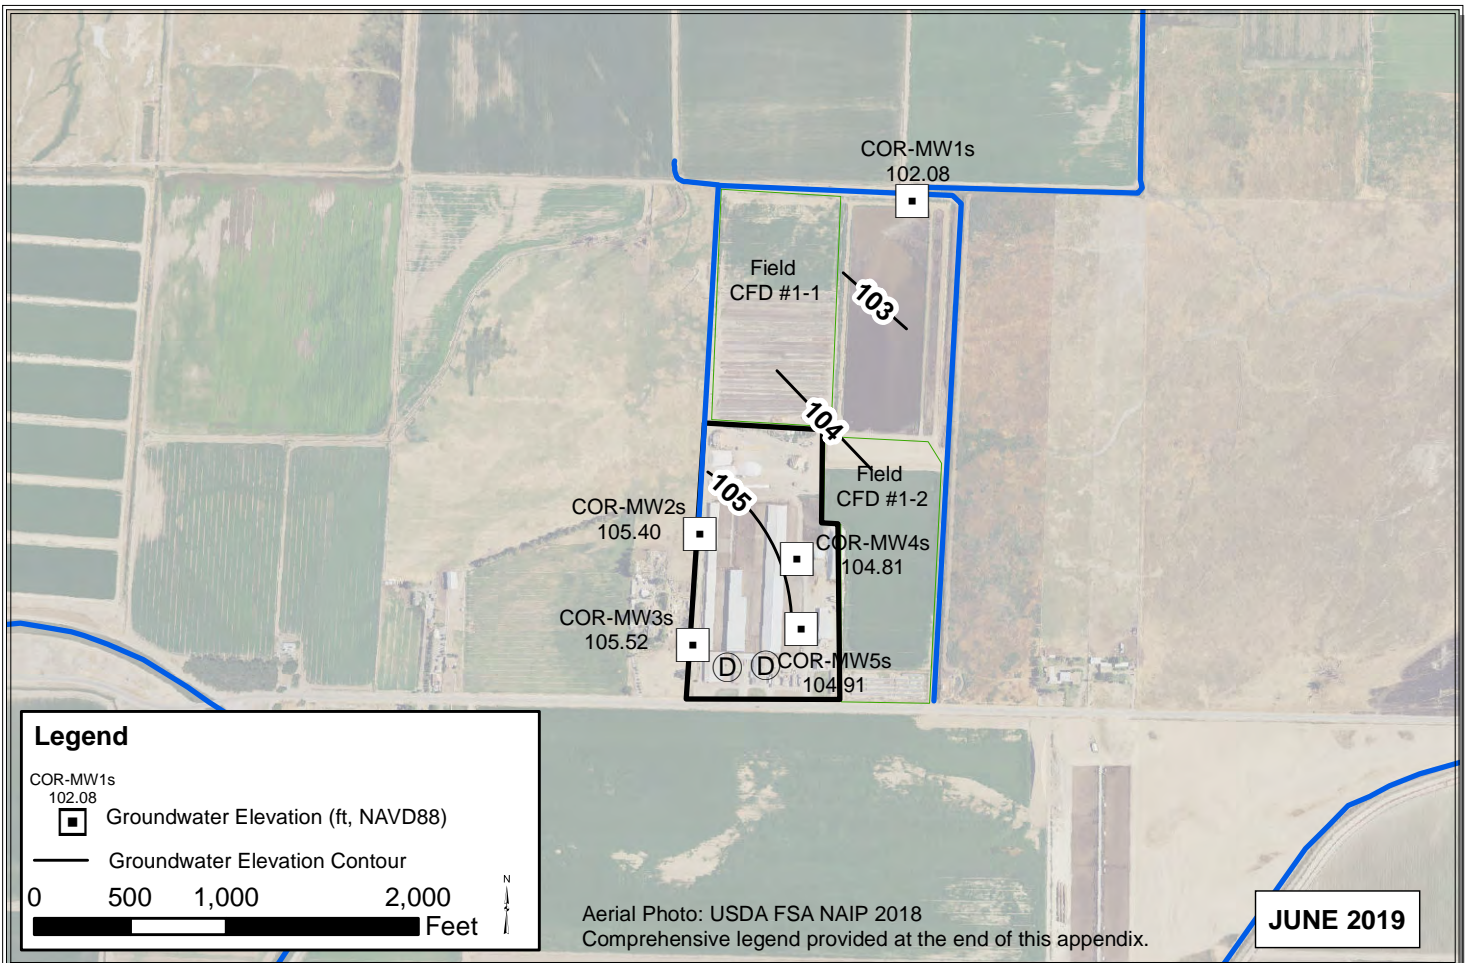 COR-MW1s
102.08
Field
CFD #1-1
103
104
Field
CFD #1-2
105
COR-MW2s
105.40
COR-MW4s
104.81
COR-MW3s
105.52
D D
COR-MW5s
104.91
Legend
COR-MW1s
102.08
Groundwater Elevation (ft, NAVD88)
Groundwater Elevation Contour
N
0 500 1,000 2,000
Feet
Aerial Photo: USDA FSA NAIP 2018
Comprehensive legend provided at the end of this appendix.
JUNE 2019